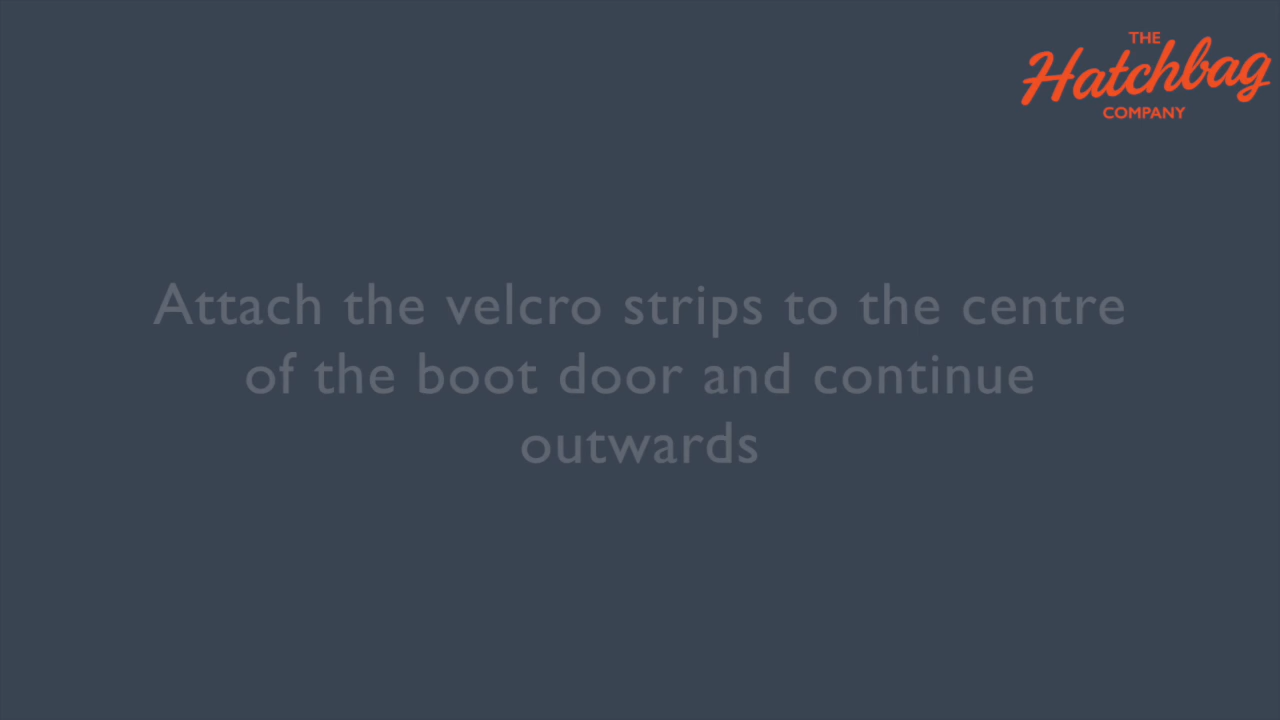 THE
Hatchbag
COMPANY
Attach the velcro strips to the centre
of the boot door and continue
outwards